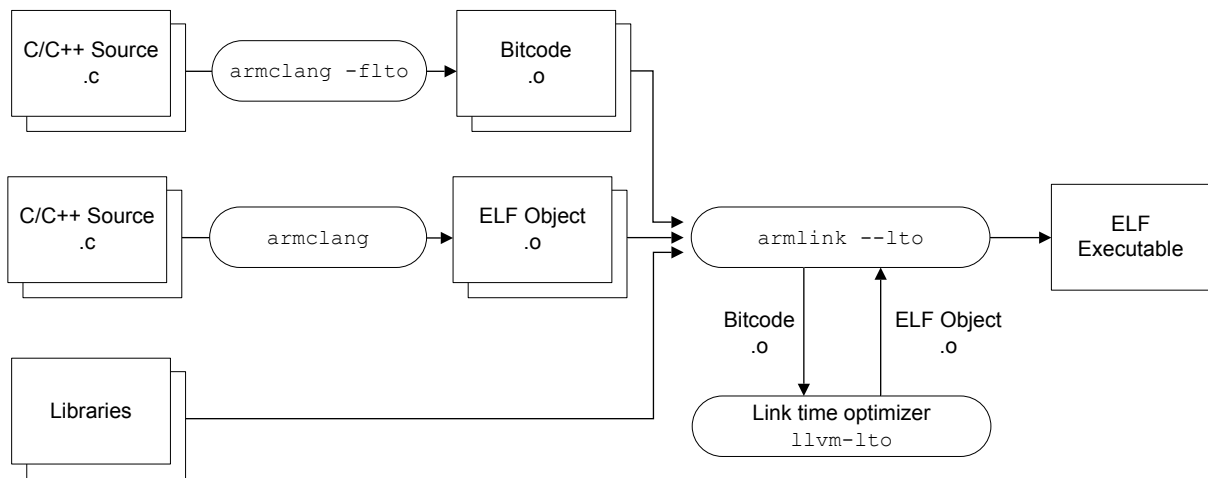 C/C++ Source
.c
armclang -flto
Bitcode
.o
C/C++ Source
.c
armclang
ELF Object
.o
armlink --lto
ELF
Executable
Bitcode
.o
ELF Object
.o
Libraries
Link time optimizer
llvm-lto